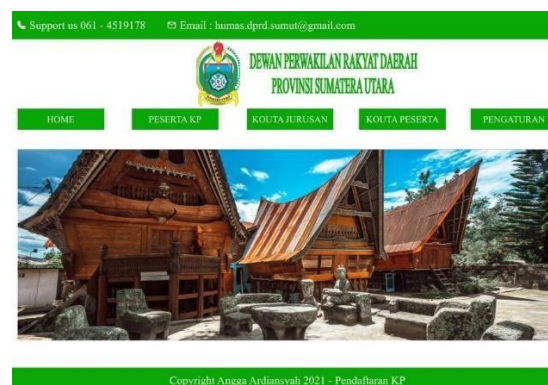 Support us 061 - 4519178 Email : humas.dprd.sumut@gmail.com
DEWAN PERWAKILAN RAKYAT DAERAH
PROVINSI SUMATERA UTARA
HOME PESERTA KP KOUTA JURUSAN KOUTA PESERTA PENGATURAN
Copyright Angga Ardiansyah 2021 - Pendaftaran KP